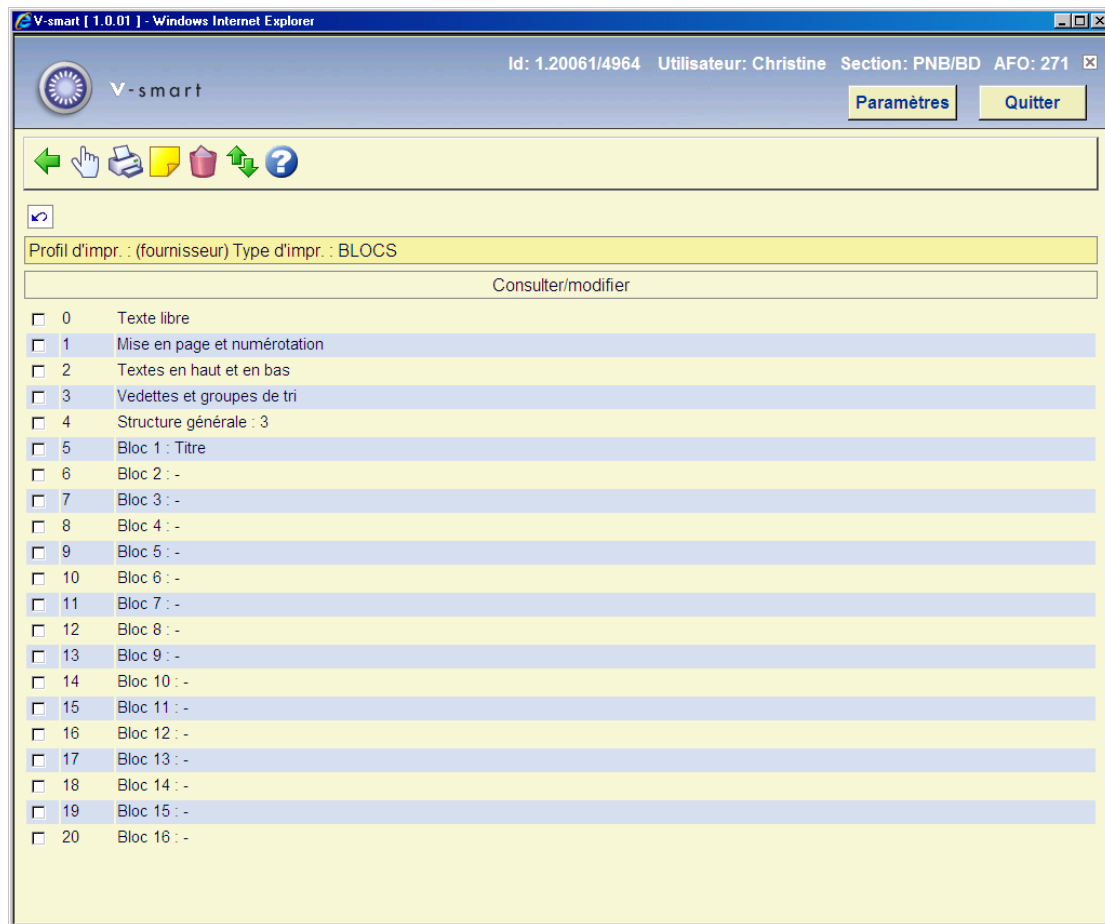 V-smart [ 1.0.01 ] - Windows Internet Explorer
Id: 1.20061/4964 Utilisateur: Christine Section: PNB/BD AFO: 271
V-smart
Paramètres Quitter
?
Profil d'impr. : (fournisseur) Type d'impr. : BLOCS
Consulter/modifier
0 Texte libre
1 Mise en page et numérotation
2 Textes en haut et en bas
3 Vedettes et groupes de tri
4 Structure générale : 3
5 Bloc 1 : Titre
6 Bloc 2 : -
7 Bloc 3 : -
8 Bloc 4 : -
9 Bloc 5 : -
10 Bloc 6 : -
11 Bloc 7 : -
12 Bloc 8 : -
13 Bloc 9 : -
14 Bloc 10 : -
15 Bloc 11 : -
16 Bloc 12 : -
17 Bloc 13 : -
18 Bloc 14 : -
19 Bloc 15 : -
20 Bloc 16 : -